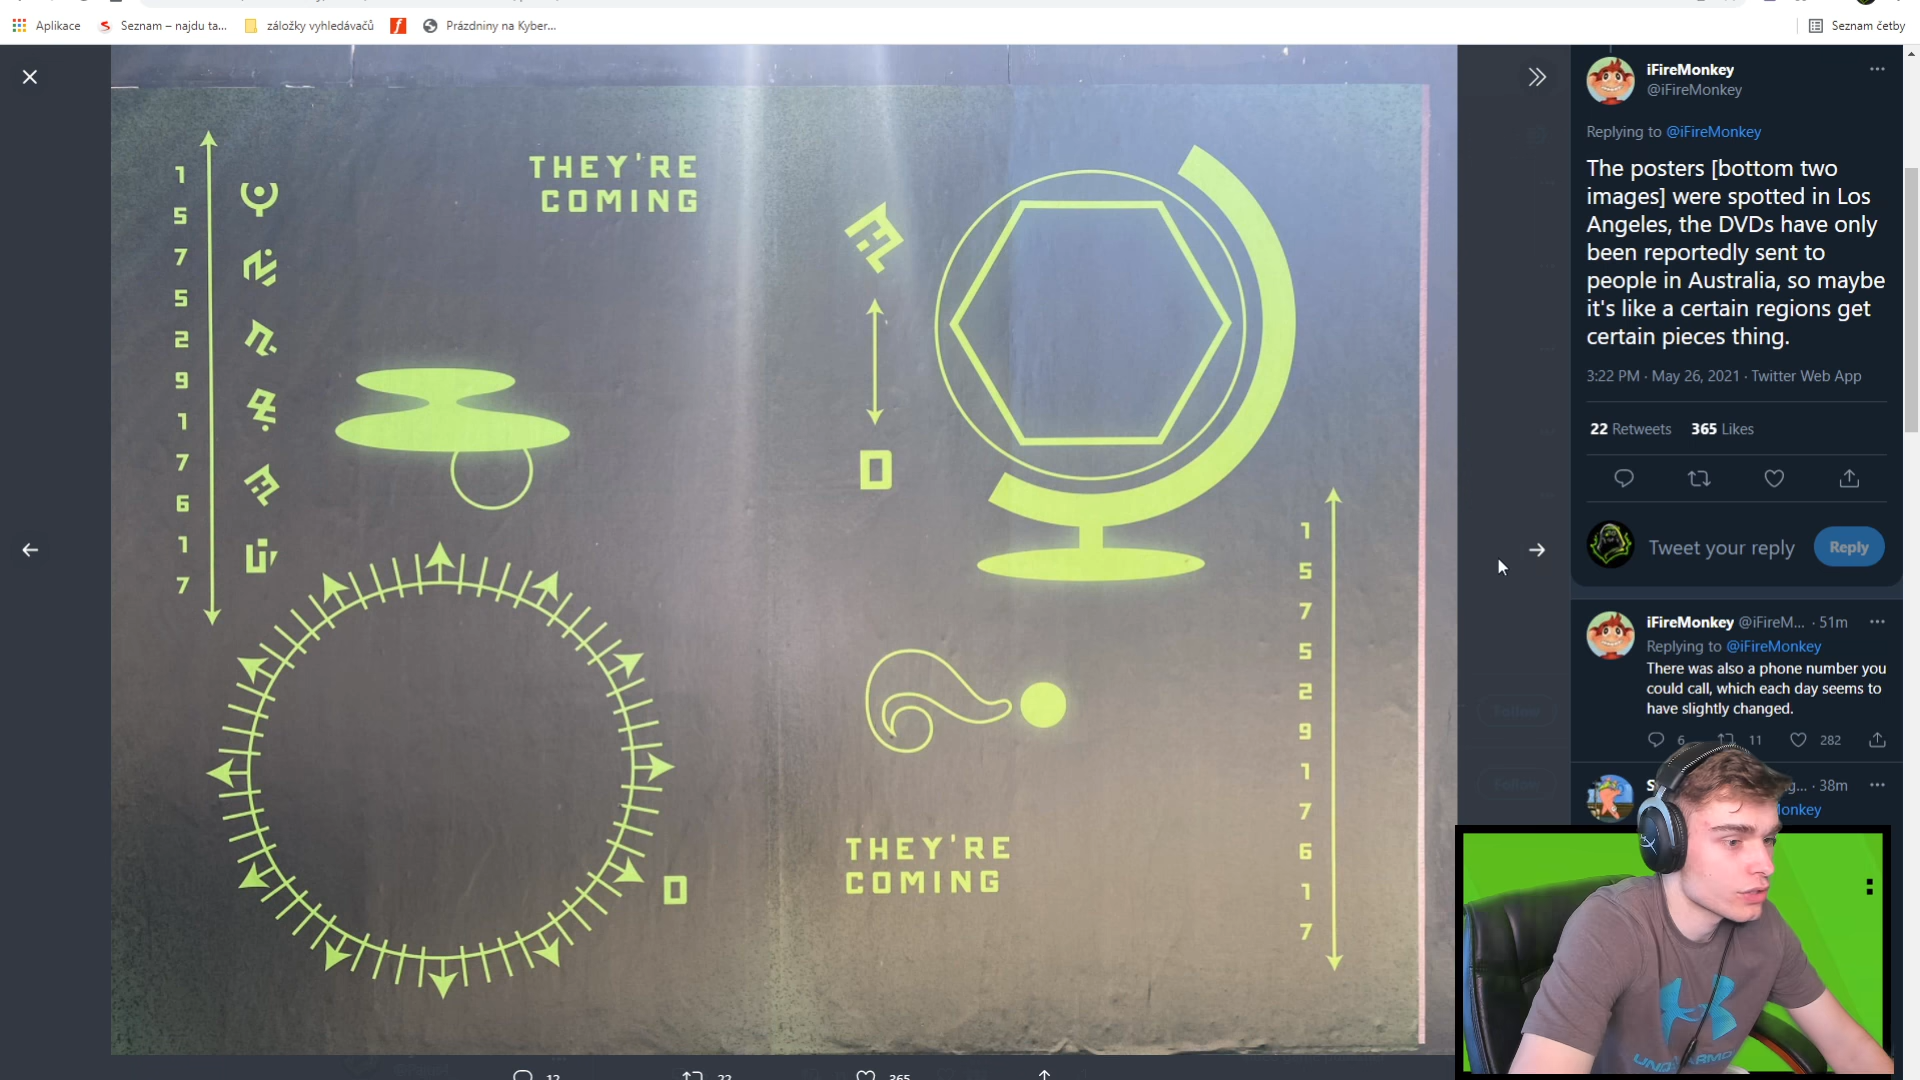 Aplikace
Seznam – najdu ta...
záložky vyhledávačů
Prázdniny na Kyber...
Seznam četby
THEY'RE
COMING
1
5
7
5
2
9
1
7
6
1
7
1
5
7
5
2
9
1
7
6
1
7
THEY'RE
COMING
iFireMonkey
@iFireMonkey
Replying to @iFireMonkey
The posters [bottom two
images] were spotted in Los
Angeles, the DVDs have only
been reportedly sent to
people in Australia, so maybe
it's like a certain regions get
certain pieces thing.
3:22 PM · May 26, 2021 · Twitter Web App
22 Retweets 365 Likes
Tweet your reply
Reply
iFireMonkey @iFireM... · 51m
Replying to @iFireMonkey
There was also a phone number you
could call, which each day seems to
have slightly changed.
6 11 282
38m
12 22 365